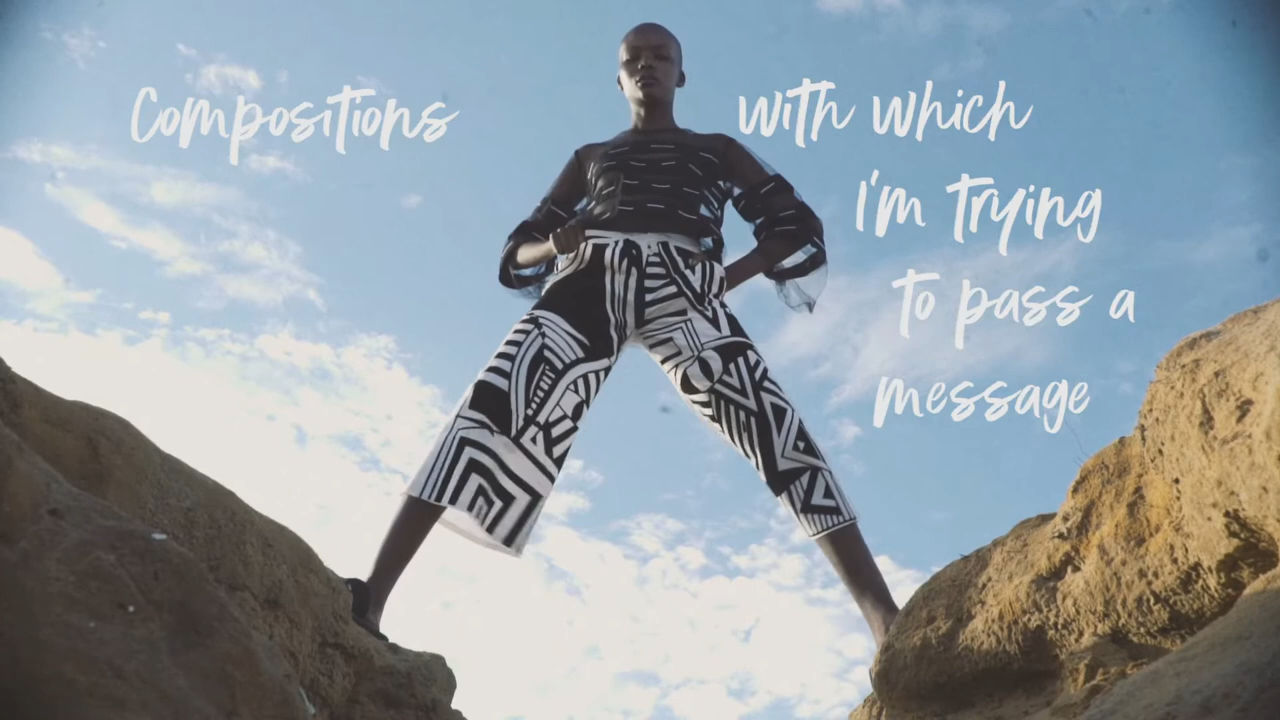 Compositions with which
I'm trying
to pass a
message